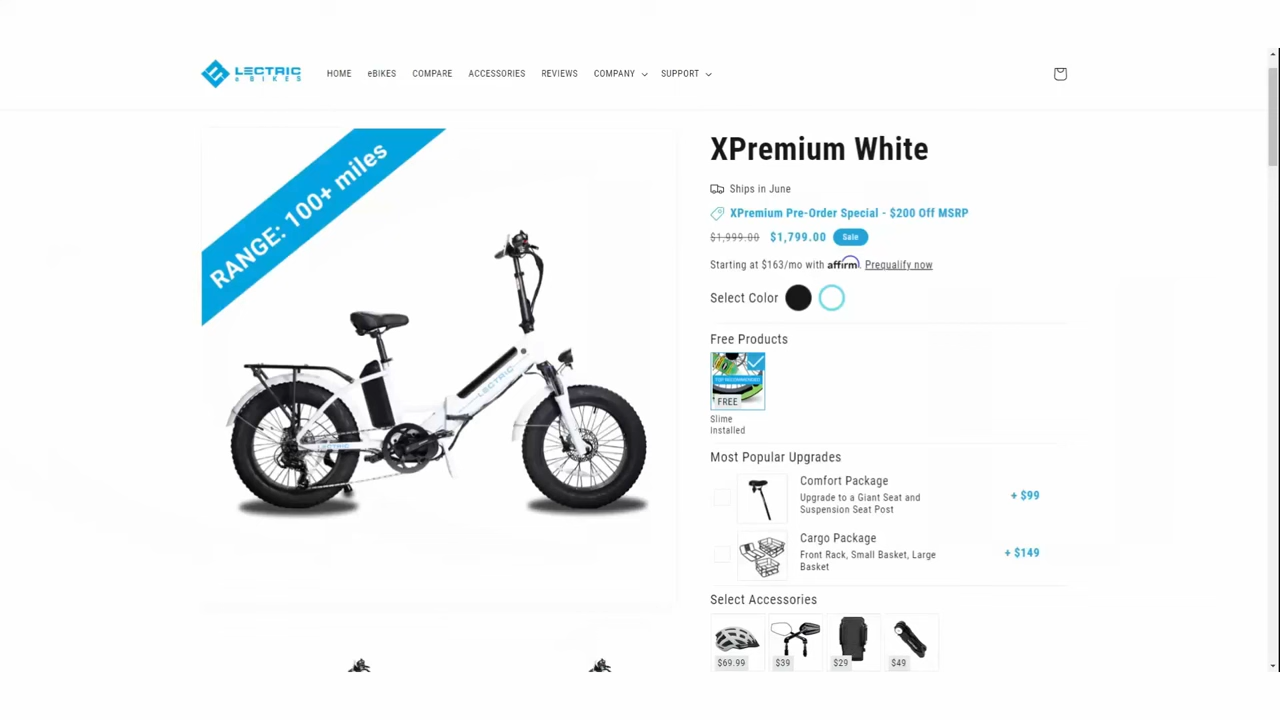 LECTRIC
eBIKES
HOME
eBIKES
COMPARE
ACCESSORIES
REVIEWS
COMPANY
SUPPORT
RANGE: 100+ miles
LECTRIC
LECTRIC
XPremium White
Ships in June
XPremium Pre-Order Special - $200 Off MSRP
$1,999.00 $1,799.00 Sale
Starting at $163/mo with affirm. Prequalify now
Select Color
Free Products
TOP RECOMMENDED
FREE
Slime
Installed
Most Popular Upgrades
Comfort Package
Upgrade to a Giant Seat and
Suspension Seat Post
+ $99
Cargo Package
Front Rack, Small Basket, Large
Basket
+ $149
Select Accessories
$69.99
$39
$29
$49